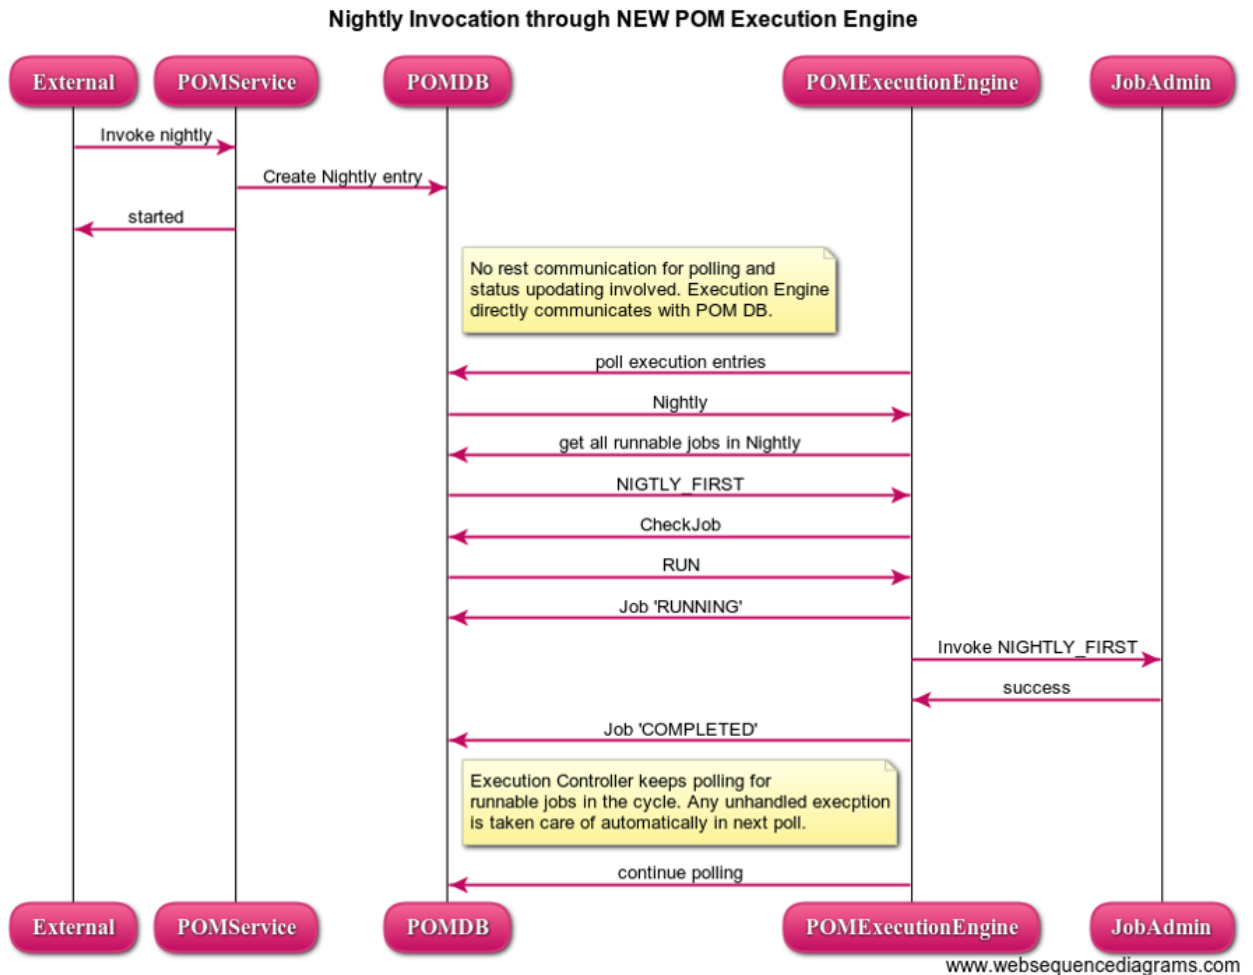 Nightly Invocation through NEW POM Execution Engine
External POMService POMDB POMExecutionEngine JobAdmin
Invoke nightly
Create Nightly entry
started
No rest communication for polling and
status upodating involved. Execution Engine
directly communicates with POM DB.
poll execution entries
Nightly
get all runnable jobs in Nightly
NIGTLY_FIRST
CheckJob
RUN
Job 'RUNNING'
Invoke NIGHTLY_FIRST
success
Job 'COMPLETED'
Execution Controller keeps polling for
runnable jobs in the cycle. Any unhandled execption
is taken care of automatically in next poll.
continue polling
External POMService POMDB POMExecutionEngine JobAdmin
www.websequencediagrams.com